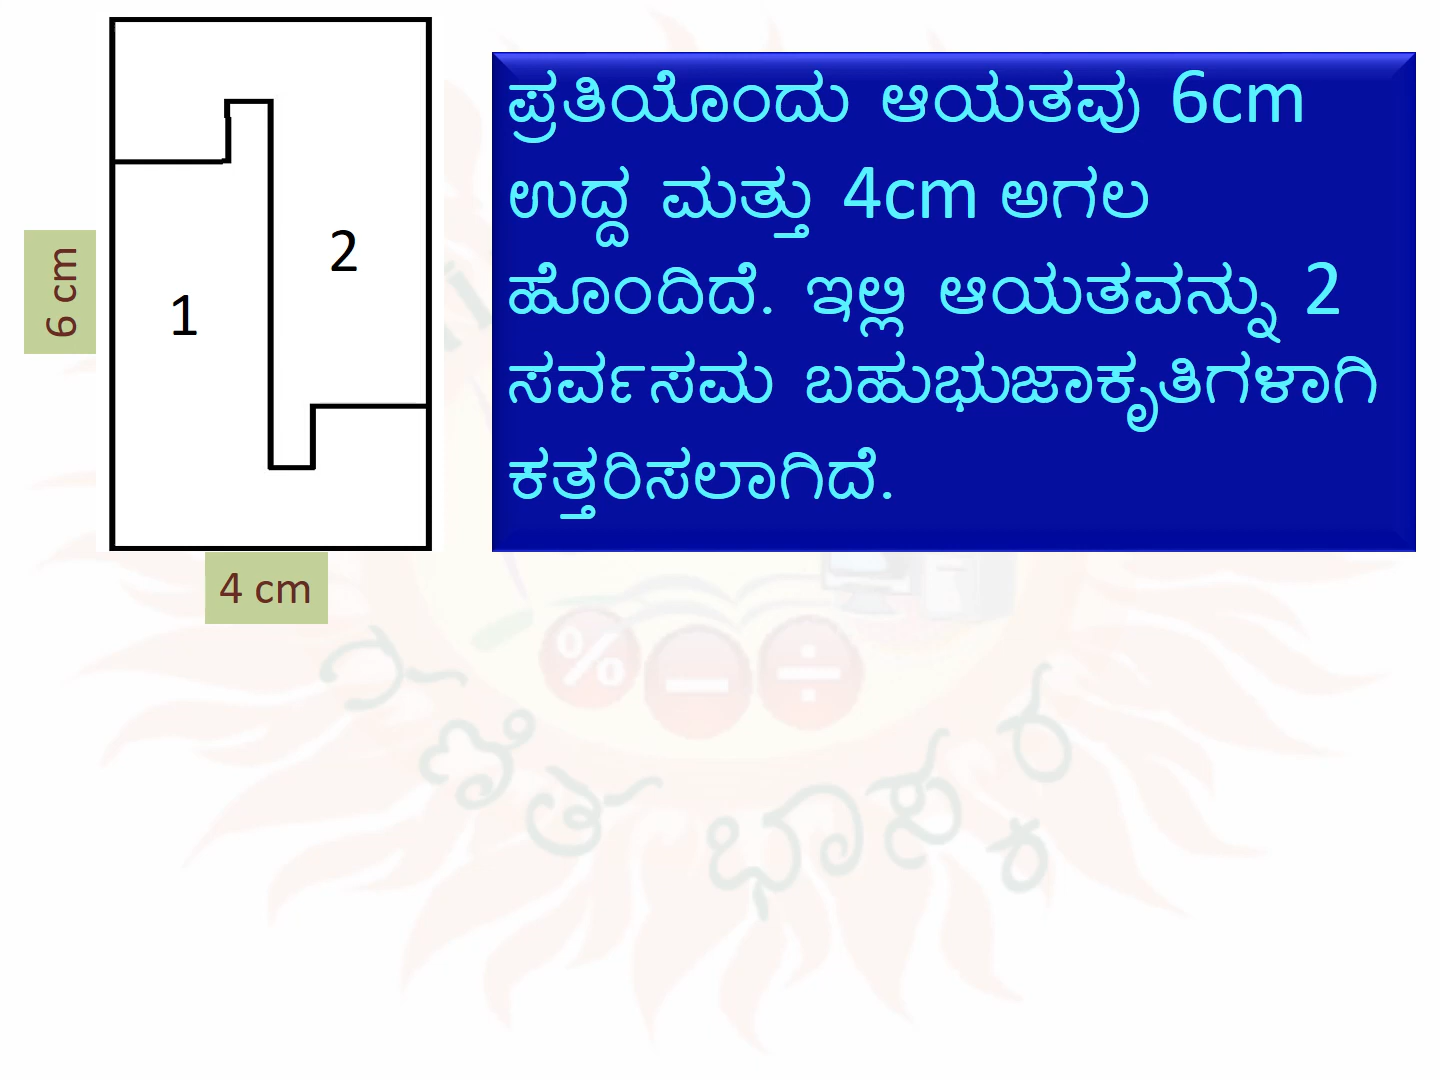 2
1
6 cm
4 cm
ಪ್ರತಿಯೊಂದು ಆಯತವು 6cm
ಉದ್ದ ಮತ್ತು 4cm ಅಗಲ
ಹೊಂದಿದೆ. ಇಲ್ಲಿ ಆಯತವನ್ನು 2
ಸರ್ವಸಮ ಬಹುಭುಜಾಕೃತಿಗಳಾಗಿ
ಕತ್ತರಿಸಲಾಗಿದೆ.